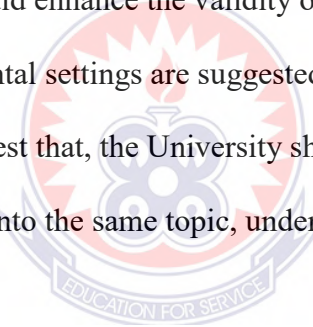 ld enhance the validity o
ntal settings are suggested
est that, the University sh
nto the same topic, under
EDUCATION FOR SERVICE